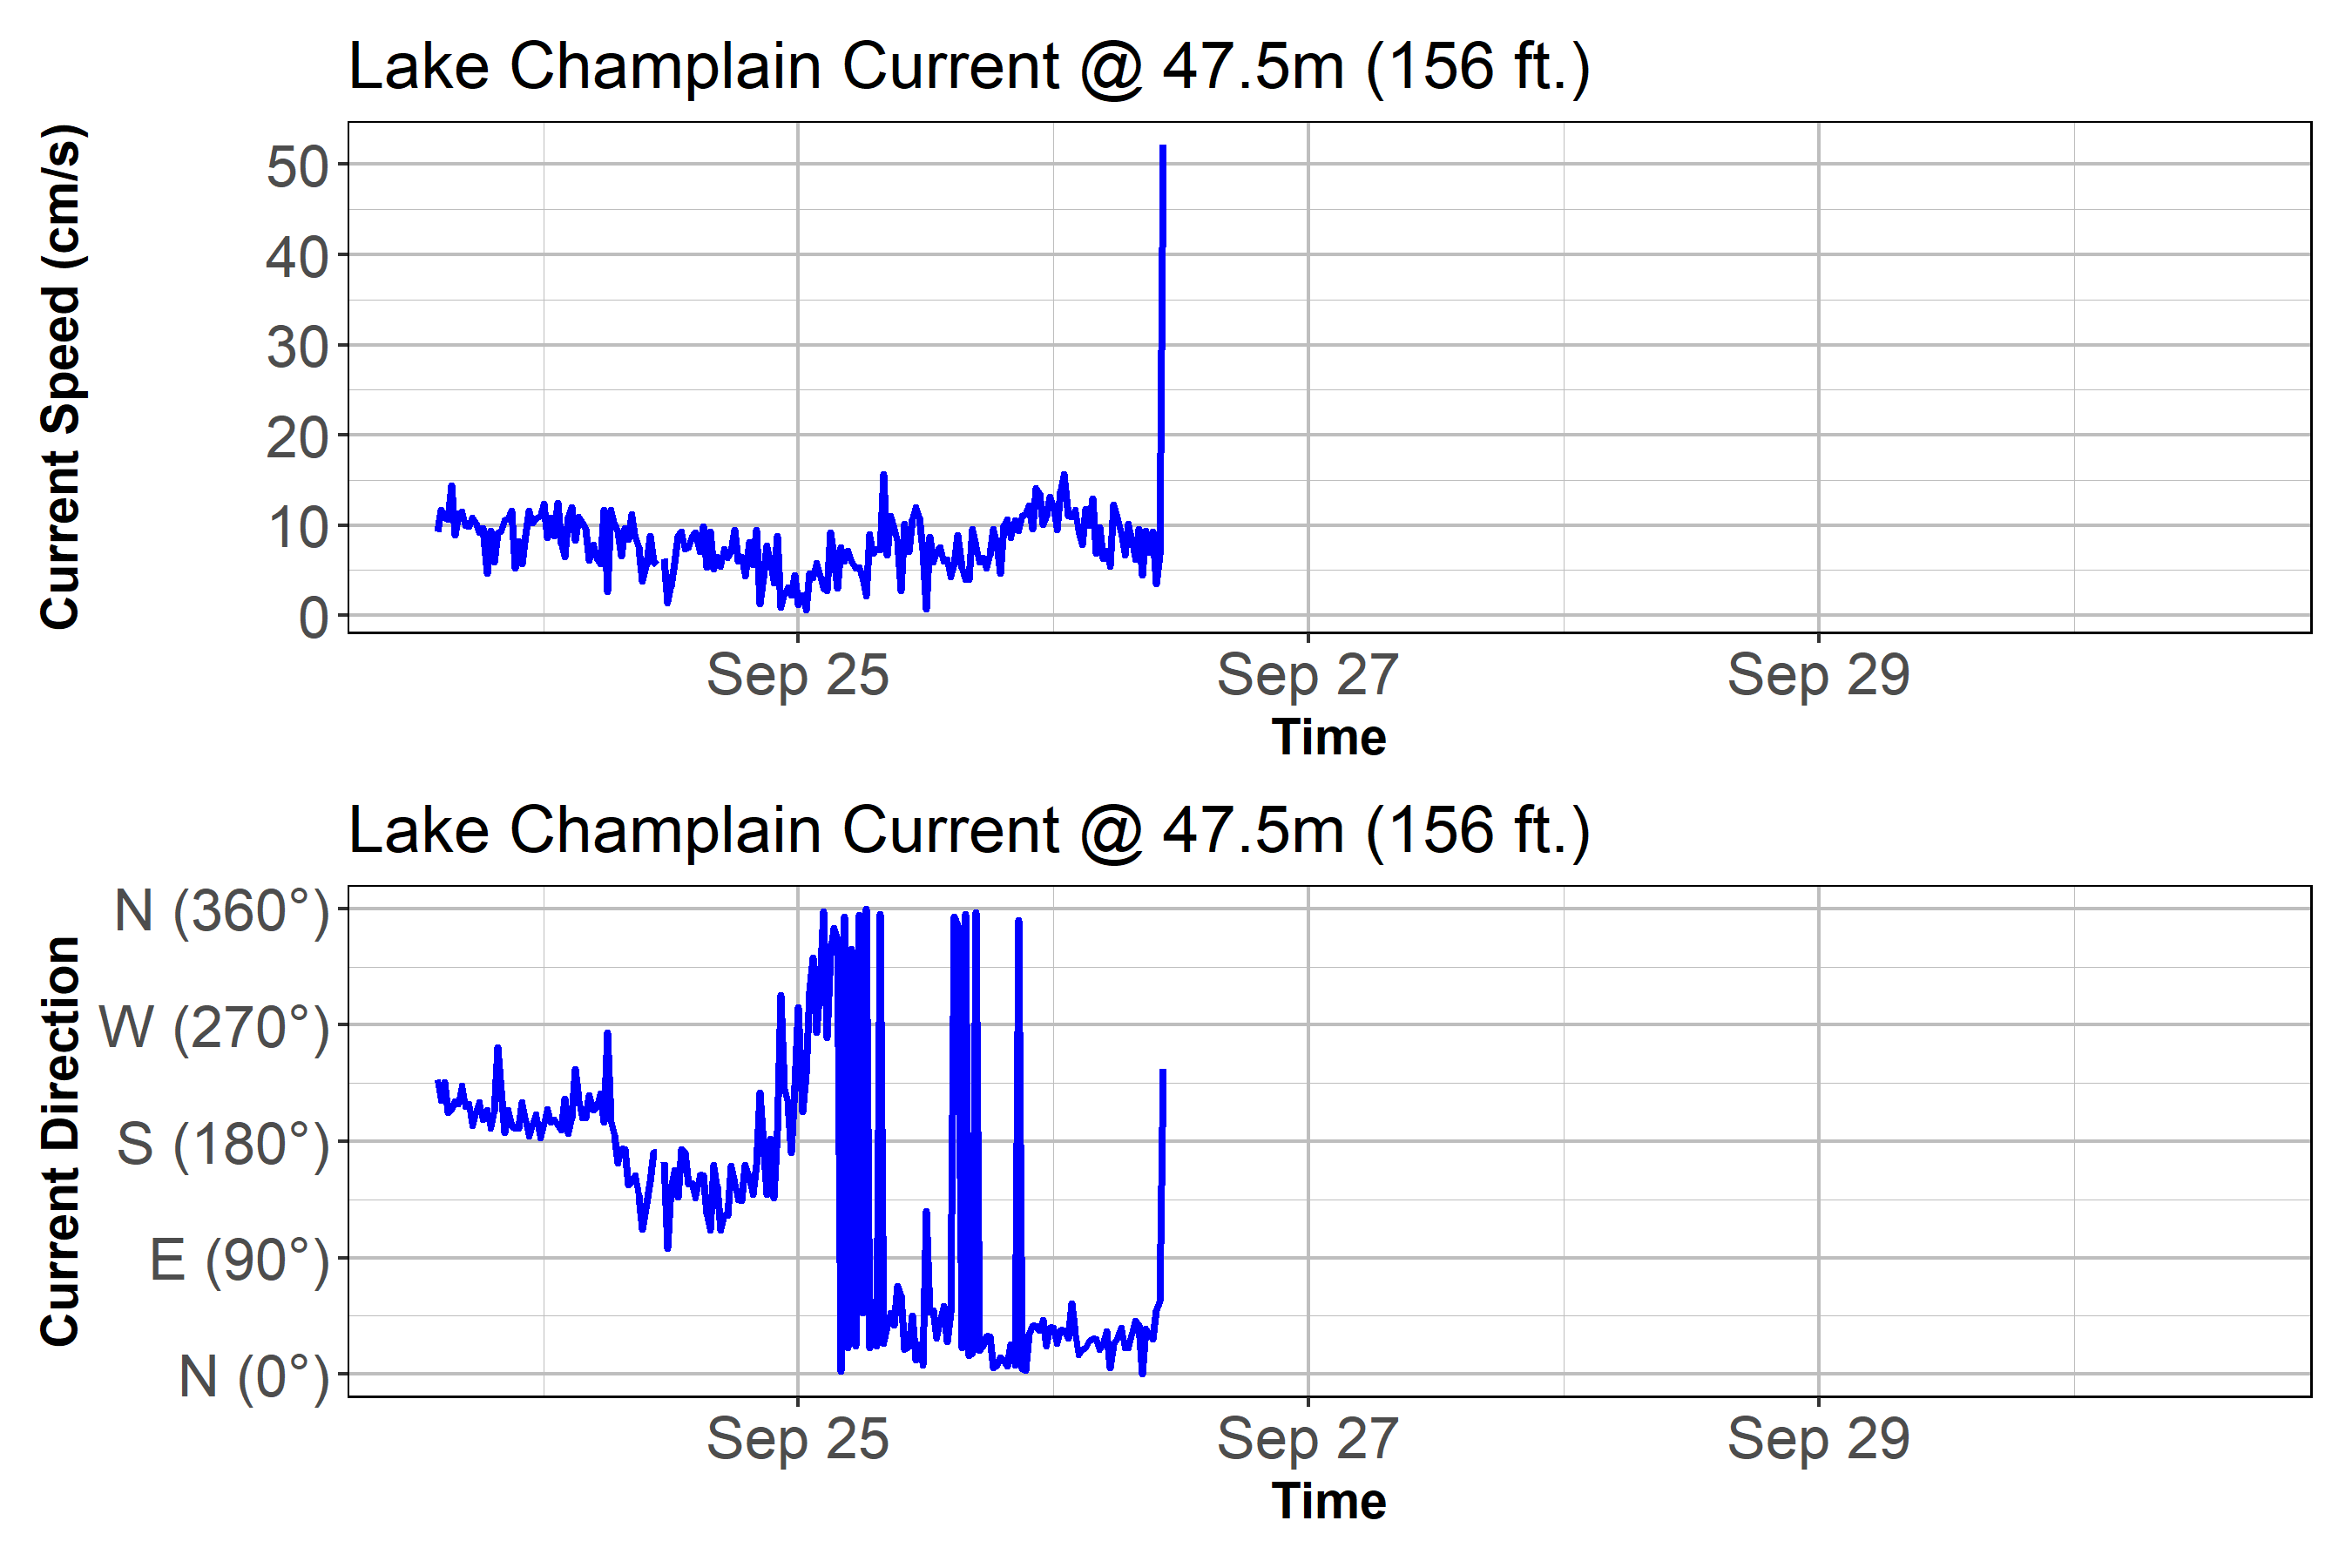 Lake Champlain Current @ 47.5m (156 ft.)
Current Speed (cm/s)
50
40
30
20
10
0
Sep 25 Sep 27 Sep 29
Time
Lake Champlain Current @ 47.5m (156 ft.)
Current Direction
N (360°)
W (270°)
S (180°)
E (90°)
N (0°)
Sep 25 Sep 27 Sep 29
Time